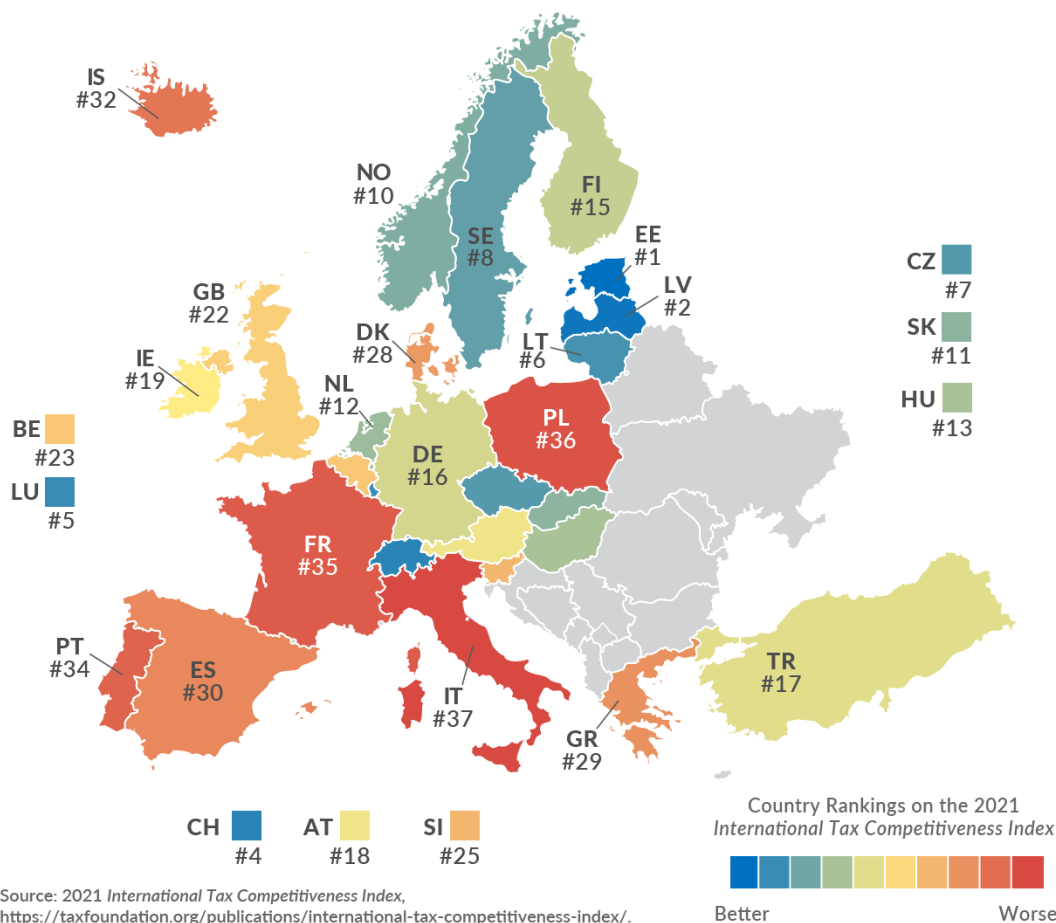 IS
#32
NO
#10
FI
#15
SE
#8
EE
#1
CZ
#7
LV
#2
GB
#22
SK
#11
DK
#28
LT
#6
IE
#19
NL
#12
HU
#13
BE
#23
PL
#36
DE
#16
LU
#5
FR
#35
PT
#34
ES
#30
IT
#37
GR
#29
TR
#17
CH
#4
AT
#18
SI
#25
Country Rankings on the 2021
International Tax Competitiveness Index
Better
Worse
Source: 2021 International Tax Competitiveness Index,
https://taxfoundation.org/publications/international-tax-competitiveness-index/.